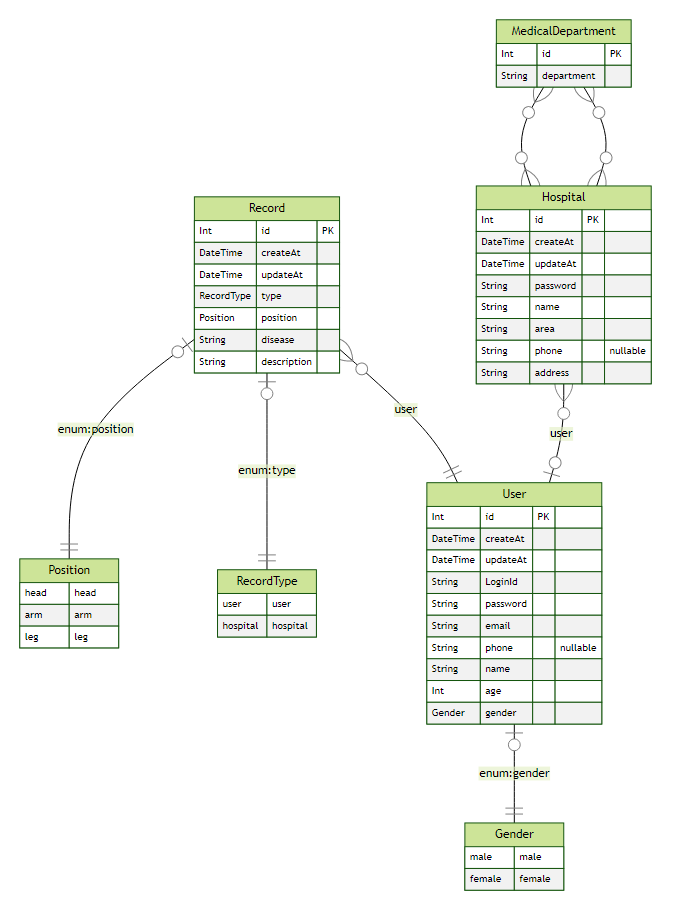 MedicalDepartment
Int id PK
String department
Hospital
Int id PK
DateTime createAt
DateTime updateAt
String password
String name
String area
String phone nullable
String address
Record
Int id PK
DateTime createAt
DateTime updateAt
RecordType type
Position position
String disease
String description
user
user
enum:position
enum:type
User
Int id PK
DateTime createAt
DateTime updateAt
String LoginId
String password
String email
String phone nullable
String name
Int age
Gender gender
Position
head head
arm arm
leg leg
RecordType
user user
hospital hospital
enum:gender
Gender
male male
female female